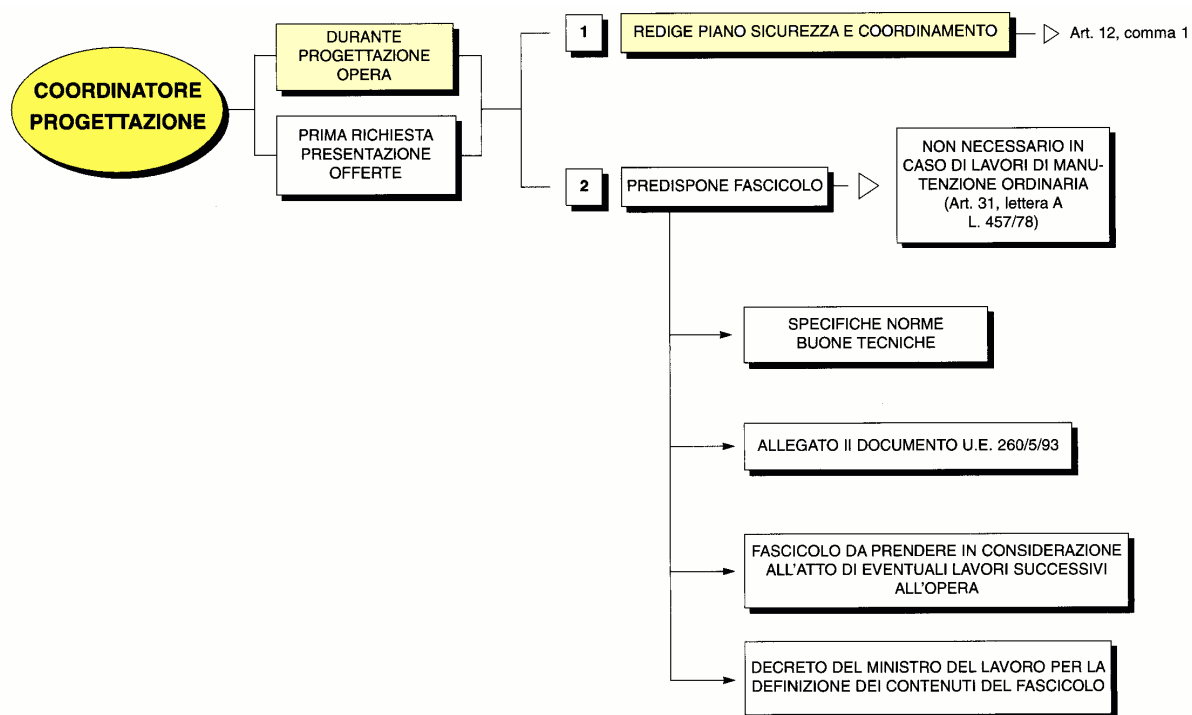 COORDINATORE
PROGETTAZIONE
DURANTE
PROGETTAZIONE
OPERA
PRIMA RICHIESTA
PRESENTAZIONE
OFFERTE
1
REDIGE PIANO SICUREZZA E COORDINAMENTO
Art. 12, comma 1
2
PREDISPONE FASCICOLO
NON NECESSARIO IN
CASO DI LAVORI DI MANU-
TENZIONE ORDINARIA
(Art. 31, lettera A
L. 457/78)
SPECIFICHE NORME
BUONE TECNICHE
ALLEGATO II DOCUMENTO U.E. 260/5/93
FASCICOLO DA PRENDERE IN CONSIDERAZIONE
ALL'ATTO DI EVENTUALI LAVORI SUCCESSIVI
ALL'OPERA
DECRETO DEL MINISTRO DEL LAVORO PER LA
DEFINIZIONE DEI CONTENUTI DEL FASCICOLO